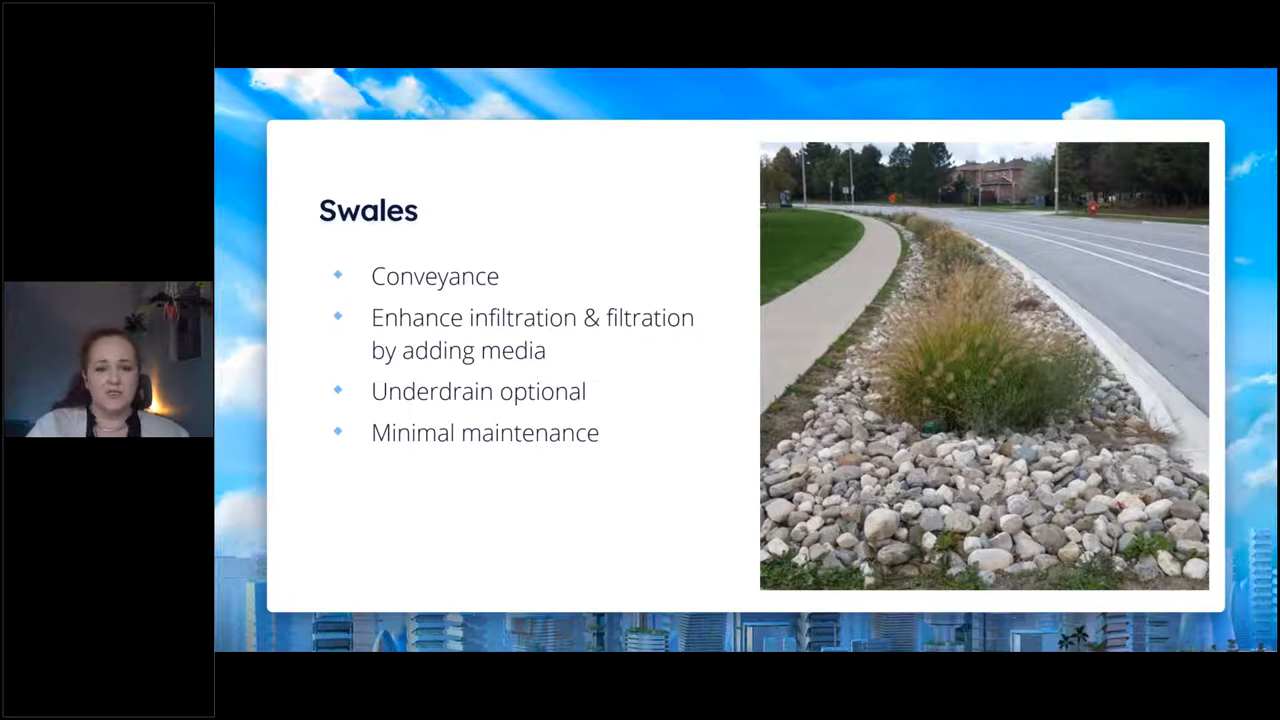 Swales
Conveyance
Enhance infiltration & filtration
by adding media
Underdrain optional
Minimal maintenance